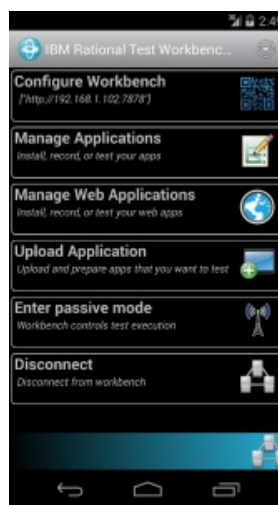 2:49
IBM Rational Test Workbenc...
Configure Workbench
["http://192.168.1.102:7878"]
Manage Applications
Install, record, or test your apps
Manage Web Applications
Install, record, or test your web apps
Upload Application
Upload and prepare apps that you want to test
Enter passive mode
Workbench controls test execution
Disconnect
Disconnect from workbench